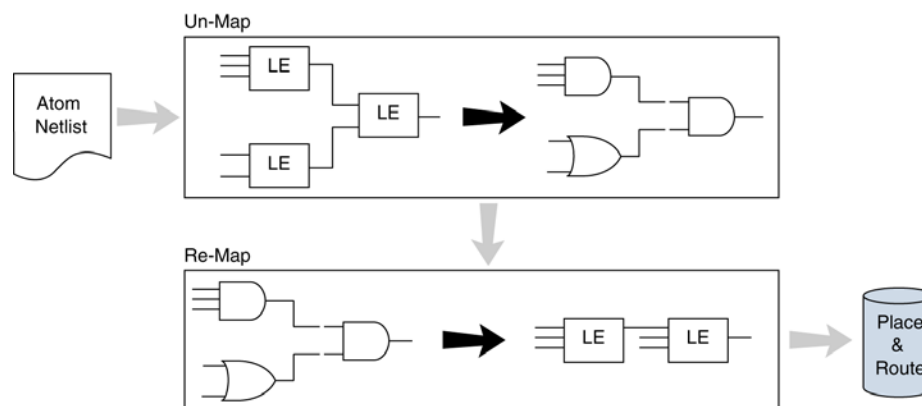 Un-Map
Atom
Netlist
LE
LE
LE
Re-Map
LE
LE
Place
&
Route